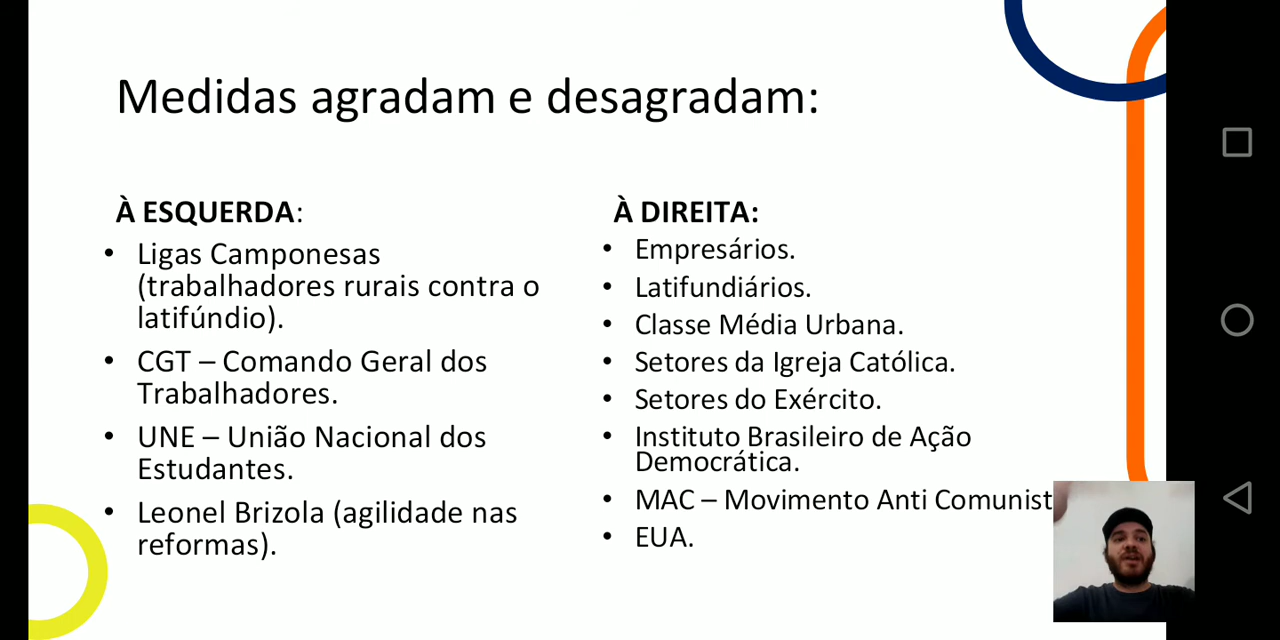 Medidas agradam e desagradam:
À ESQUERDA:
• Ligas Camponesas
(trabalhadores rurais contra o
latifúndio).
• CGT – Comando Geral dos
Trabalhadores.
• UNE – União Nacional dos
Estudantes.
• Leonel Brizola (agilidade nas
reformas).
À DIREITA:
• Empresários.
• Latifundiários.
• Classe Média Urbana.
• Setores da Igreja Católica.
• Setores do Exército.
• Instituto Brasileiro de Ação
Democrática.
• MAC – Movimento Anti Comunist
• EUA.